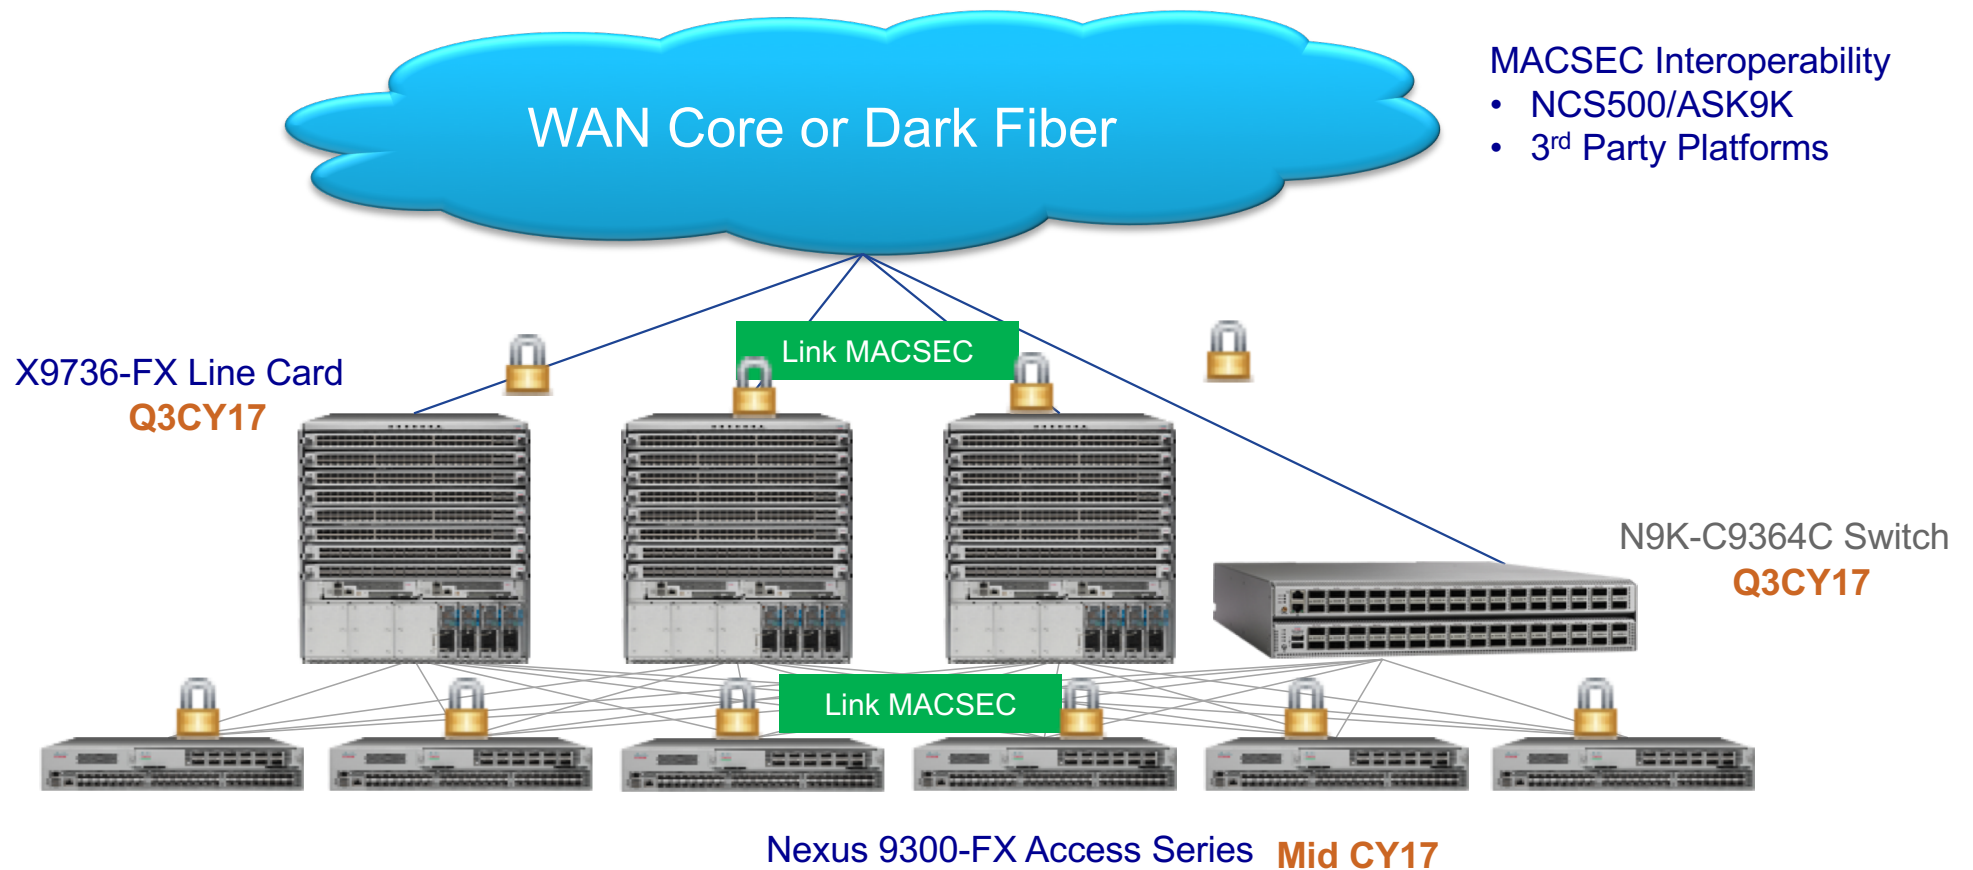 WAN Core or Dark Fiber
MACSEC Interoperability
• NCS500/ASK9K
• 3rd Party Platforms
Link MACSEC
X9736-FX Line Card
Q3CY17
N9K-C9364C Switch
Q3CY17
Link MACSEC
Nexus 9300-FX Access Series Mid CY17